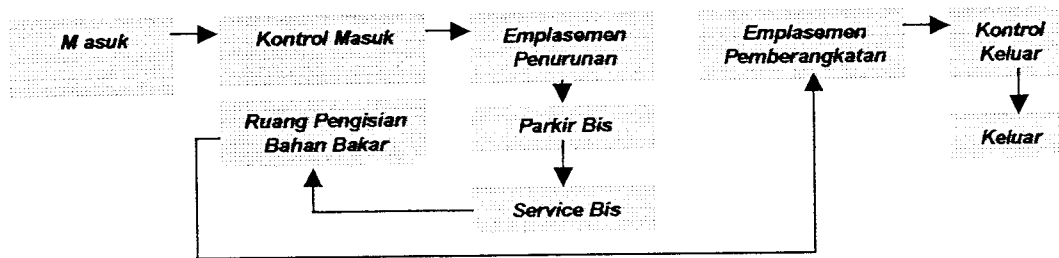 Masuk
Kontrol Masuk
Emplasemen
Penurunan
Parkir Bis
Service Bis
Ruang Pengisian
Bahan Bakar
Emplasemen
Pemberangkatan
Kontrol
Keluar
Keluar